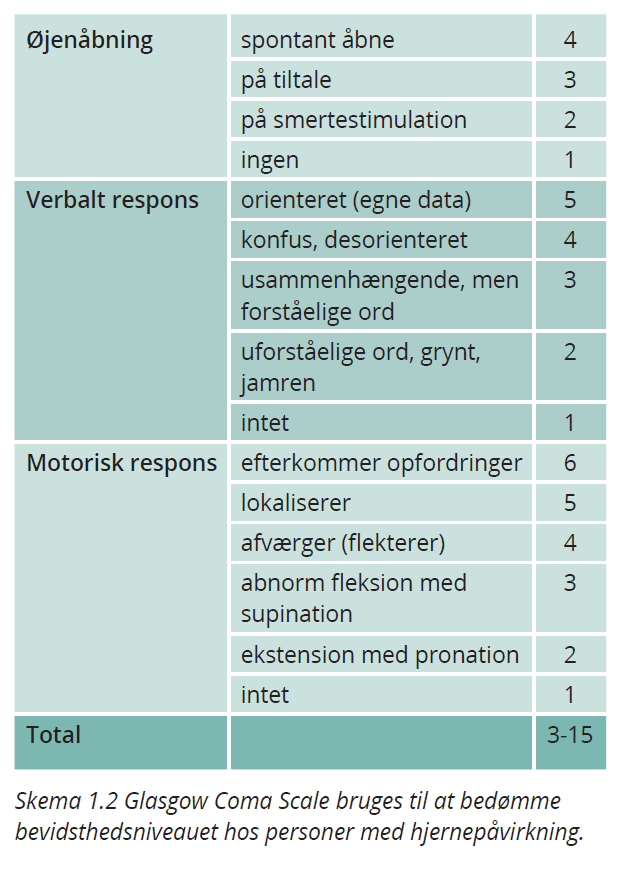 Øjenåbning spontant åbne 4
på tiltale 3
på smertestimulation 2
ingen 1
Verbalt respons orienteret (egne data) 5
konfus, desorienteret 4
usammenhængende, men 3
forståelige ord
uforståelige ord, grynt, 2
jamren
intet 1
Motorisk respons efterkommer opfordringer 6
lokaliserer 5
afværger (flekterer) 4
abnorm fleksion med 3
supination
ekstension med pronation 2
intet 1
Total 3-15
Skema 1.2 Glasgow Coma Scale bruges til at bedømme
bevidsthedsniveauet hos personer med hjernepåvirkning.